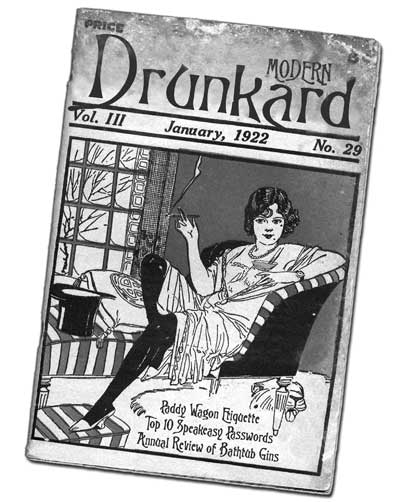 PRICE
MODERN
Drunkard
Vol. III January, 1922 No. 29
Paddy Wagon Etiquette
Top 10 Speakeasy Passwords
Annual Review of Bathtub Gins